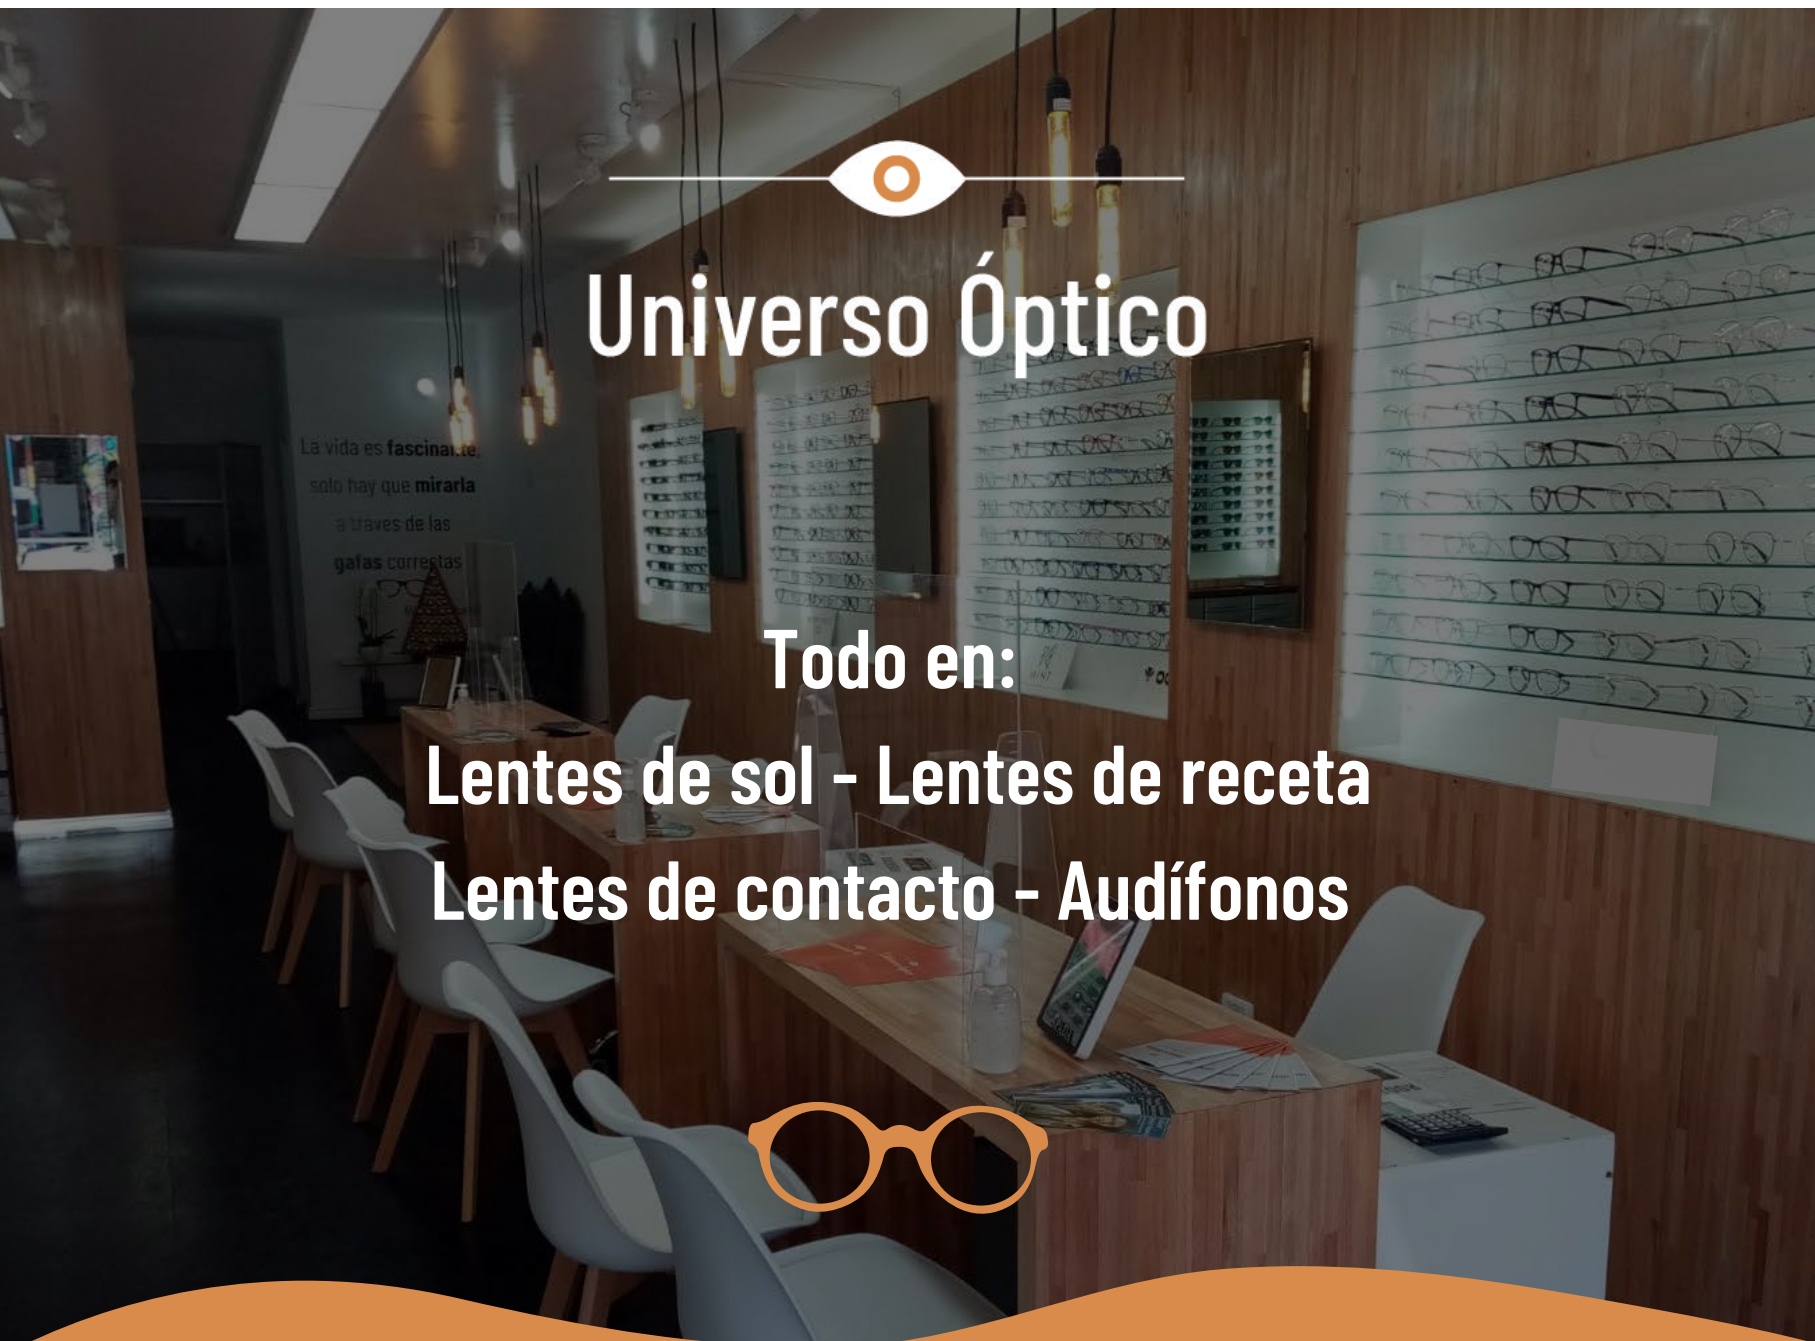 Universo Óptico
La vida es fascinante,
solo hay que mirarla
a traves de las
gafas correctas
Todo en:
Lentes de sol - Lentes de receta
Lentes de contacto - Audífonos